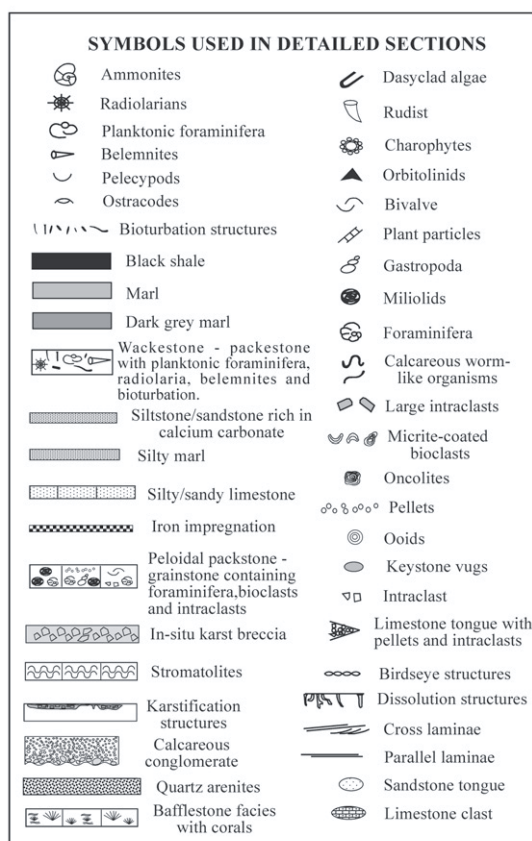 SYMBOLS USED IN DETAILED SECTIONS
Ammonites
Radiolarians
Planktonic foraminifera
Belemnites
Pelecypods
Ostracodes
Bioturbation structures
Black shale
Marl
Dark grey marl
Wackestone - packestone
with planktonic foraminifera,
radiolaria, belemnites and
bioturbation.
Siltstone/sandstone rich in
calcium carbonate
Silty marl
Silty/sandy limestone
Iron impregnation
Peloidal packstone -
grainstone containing
foraminifera,bioclasts
and intraclasts
In-situ karst breccia
Stromatolites
Karstification
structures
Calcareous
conglomerate
Quartz arenites
Bafflestone facies
with corals
Dasyclad algae
Rudist
Charophytes
Orbitolinids
Bivalve
Plant particles
Gastropoda
Miliolids
Foraminifera
Calcareous worm-
like organisms
Large intraclasts
Micrite-coated
bioclasts
Oncolites
Pellets
Ooids
Keystone vugs
Intraclast
Limestone tongue with
pellets and intraclasts
Birdseye structures
Dissolution structures
Cross laminae
Parallel laminae
Sandstone tongue
Limestone clast